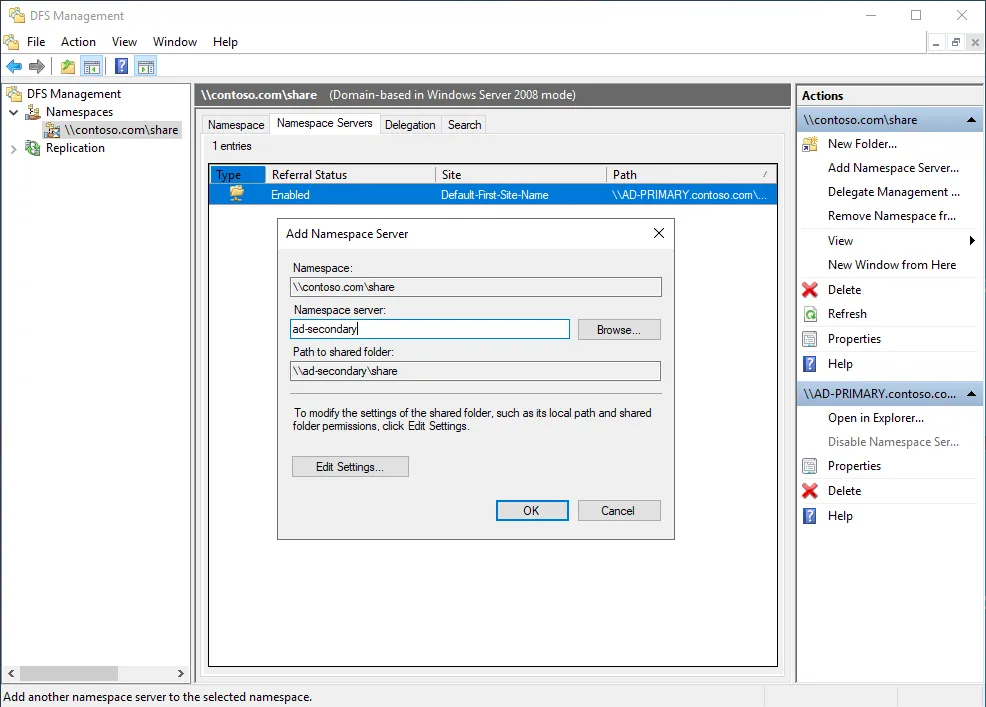 DFS Management
File Action View Window Help
DFS Management
Namespaces
\\contoso.com\share
Replication
\\contoso.com\share (Domain-based in Windows Server 2008 mode)
Namespace Namespace Servers Delegation Search
1 entries
Type Referral Status Site Path
Enabled Default-First-Site-Name \\AD-PRIMARY.contoso.com\...
Add Namespace Server
Namespace:
\\contoso.com\share
Namespace server:
ad-secondary
Browse...
Path to shared folder:
\\ad-secondary\share
To modify the settings of the shared folder, such as its local path and shared
folder permissions, click Edit Settings.
Edit Settings...
OK Cancel
Actions
\\contoso.com\share
New Folder...
Add Namespace Server...
Delegate Management ...
Remove Namespace fr...
View
New Window from Here
Delete
Refresh
Properties
Help
\\AD-PRIMARY.contoso.co...
Open in Explorer...
Disable Namespace Ser...
Properties
Delete
Help
Add another namespace server to the selected namespace.